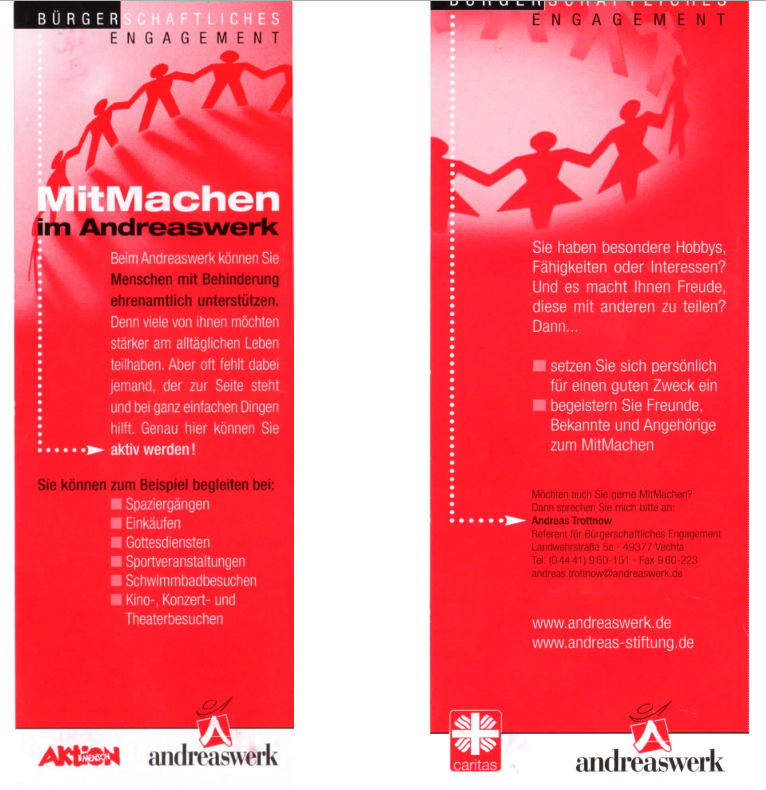 BÜRGERSCHAFTLICHES
ENGAGEMENT
MitMachen
im Andreaswerk
Beim Andreaswerk können Sie
Menschen mit Behinderung
ehrenamtlich unterstützen.
Denn viele von ihnen möchten
stärker am alltäglichen Leben
teilhaben. Aber oft fehlt dabei
jemand, der zur Seite steht
und bei ganz einfachen Dingen
hilft. Genau hier können Sie
aktiv werden!
Sie können zum Beispiel begleiten bei:
Spaziergängen
Einkäufen
Gottesdiensten
Sportveranstaltungen
Schwimmbadbesuchen
Kino-, Konzert- und
Theaterbesuchen
AKTION
MENSCH
andreaswerk
BÜRGERSCHAFTLICHES
ENGAGEMENT
Sie haben besondere Hobbys,
Fähigkeiten oder Interessen?
Und es macht Ihnen Freude,
diese mit anderen zu teilen?
Dann...
setzen Sie sich persönlich
für einen guten Zweck ein
begeistern Sie Freunde,
Bekannte und Angehörige
zum MitMachen
Möchten auch Sie gerne MitMachen?
Dann sprechen Sie mich bitte an:
Andreas Trottnow
Referent für Bürgerschaftliches Engagement
Landwehrstraße 5a · 49377 Vechta
Tel. (0 44 41) 9 60-151 · Fax 9 60-223
andreas.trottnow@andreaswerk.de
www.andreaswerk.de
www.andreas-stiftung.de
caritas
andreaswerk